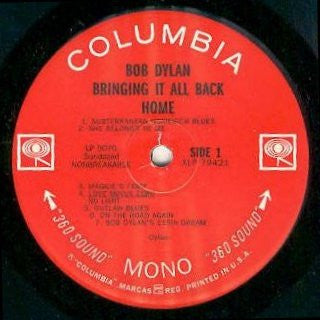 COLUMBIA
BOB DYLAN
BRINGING IT ALL BACK
HOME
1. SUBTERRANEAN HOMESICK BLUES
2. SHE BELONGS TO ME
LP 5070
Sundazed
NONBREAKABLE
SIDE 1
XLP 79421
3. MAGGIE'S FARM
4. LOVE MINUS ZERO
NO LIMIT
5. OUTLAW BLUES
6. ON THE ROAD AGAIN
7. BOB DYLAN'S 115TH DREAM
"360 SOUND" MONO "360 SOUND"
"COLUMBIA" MARCAS REG. PRINTED IN U.S.A.